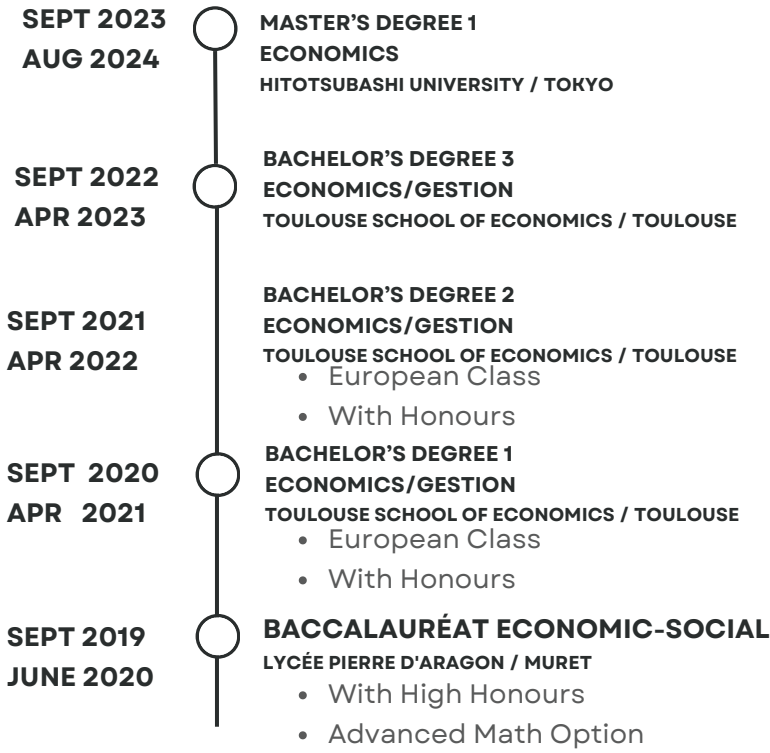 SEPT 2023
AUG 2024
MASTER'S DEGREE 1
ECONOMICS
HITOTSUBASHI UNIVERSITY / TOKYO
SEPT 2022
APR 2023
BACHELOR'S DEGREE 3
ECONOMICS/GESTION
TOULOUSE SCHOOL OF ECONOMICS / TOULOUSE
SEPT 2021
APR 2022
BACHELOR'S DEGREE 2
ECONOMICS/GESTION
TOULOUSE SCHOOL OF ECONOMICS / TOULOUSE
• European Class
• With Honours
SEPT 2020
APR 2021
BACHELOR'S DEGREE 1
ECONOMICS/GESTION
TOULOUSE SCHOOL OF ECONOMICS / TOULOUSE
• European Class
• With Honours
SEPT 2019
JUNE 2020
BACCALAURÉAT ECONOMIC-SOCIAL
LYCÉE PIERRE D'ARAGON / MURET
• With High Honours
• Advanced Math Option